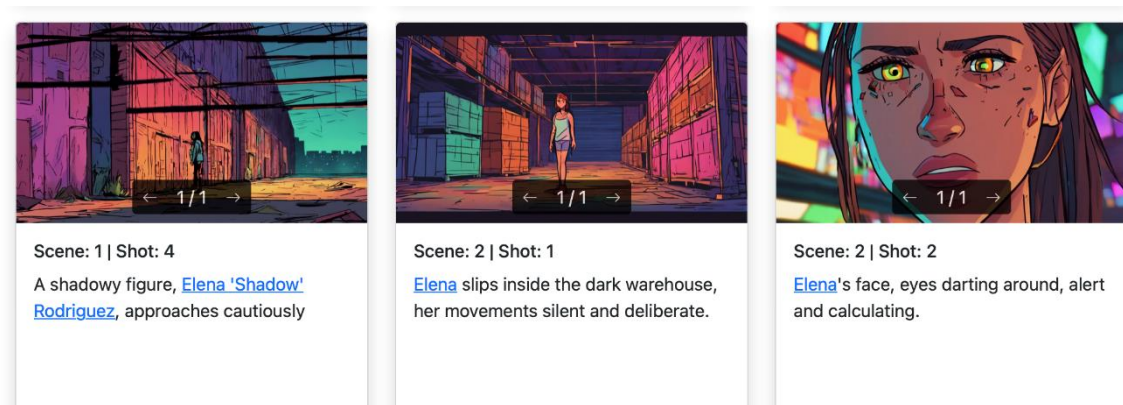 ← 1/1 →
Scene: 1 | Shot: 4
A shadowy figure, Elena 'Shadow'
Rodriguez, approaches cautiously
← 1/1 →
Scene: 2 | Shot: 1
Elena slips inside the dark warehouse,
her movements silent and deliberate.
← 1/1 →
Scene: 2 | Shot: 2
Elena's face, eyes darting around, alert
and calculating.